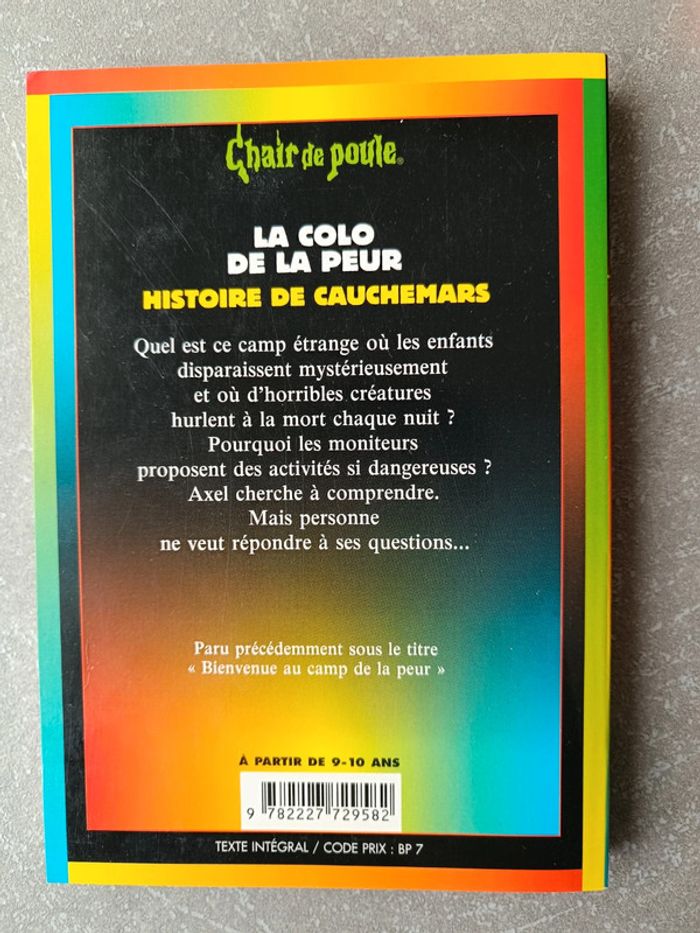 Chair de poule®
LA COLO
DE LA PEUR
HISTOIRE DE CAUCHEMARS
Quel est ce camp étrange où les enfants
disparaissent mystérieusement
et où d'horribles créatures
hurlent à la mort chaque nuit ?
Pourquoi les moniteurs
proposent des activités si dangereuses ?
Axel cherche à comprendre.
Mais personne
ne veut répondre à ses questions...
Paru précédemment sous le titre
« Bienvenue au camp de la peur »
À PARTIR DE 9-10 ANS
9 782227 729582
TEXTE INTÉGRAL / CODE PRIX : BP 7